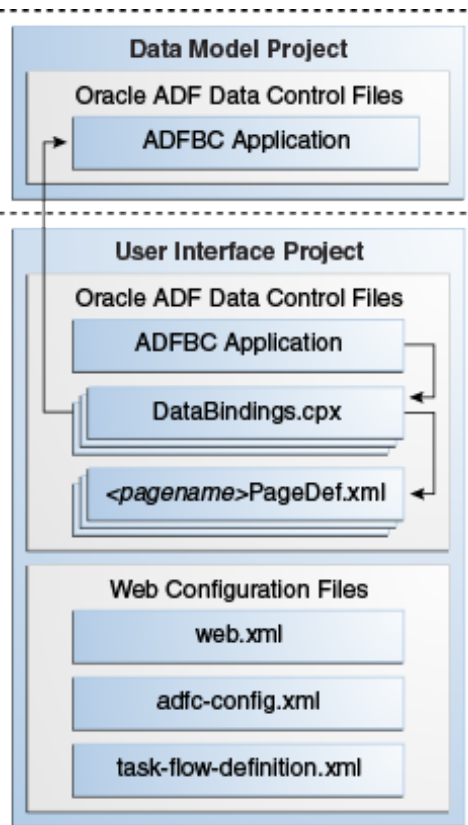 Data Model Project
Oracle ADF Data Control Files
ADFBC Application
User Interface Project
Oracle ADF Data Control Files
ADFBC Application
DataBindings.cpx
<pagename>PageDef.xml
Web Configuration Files
web.xml
adfc-config.xml
task-flow-definition.xml